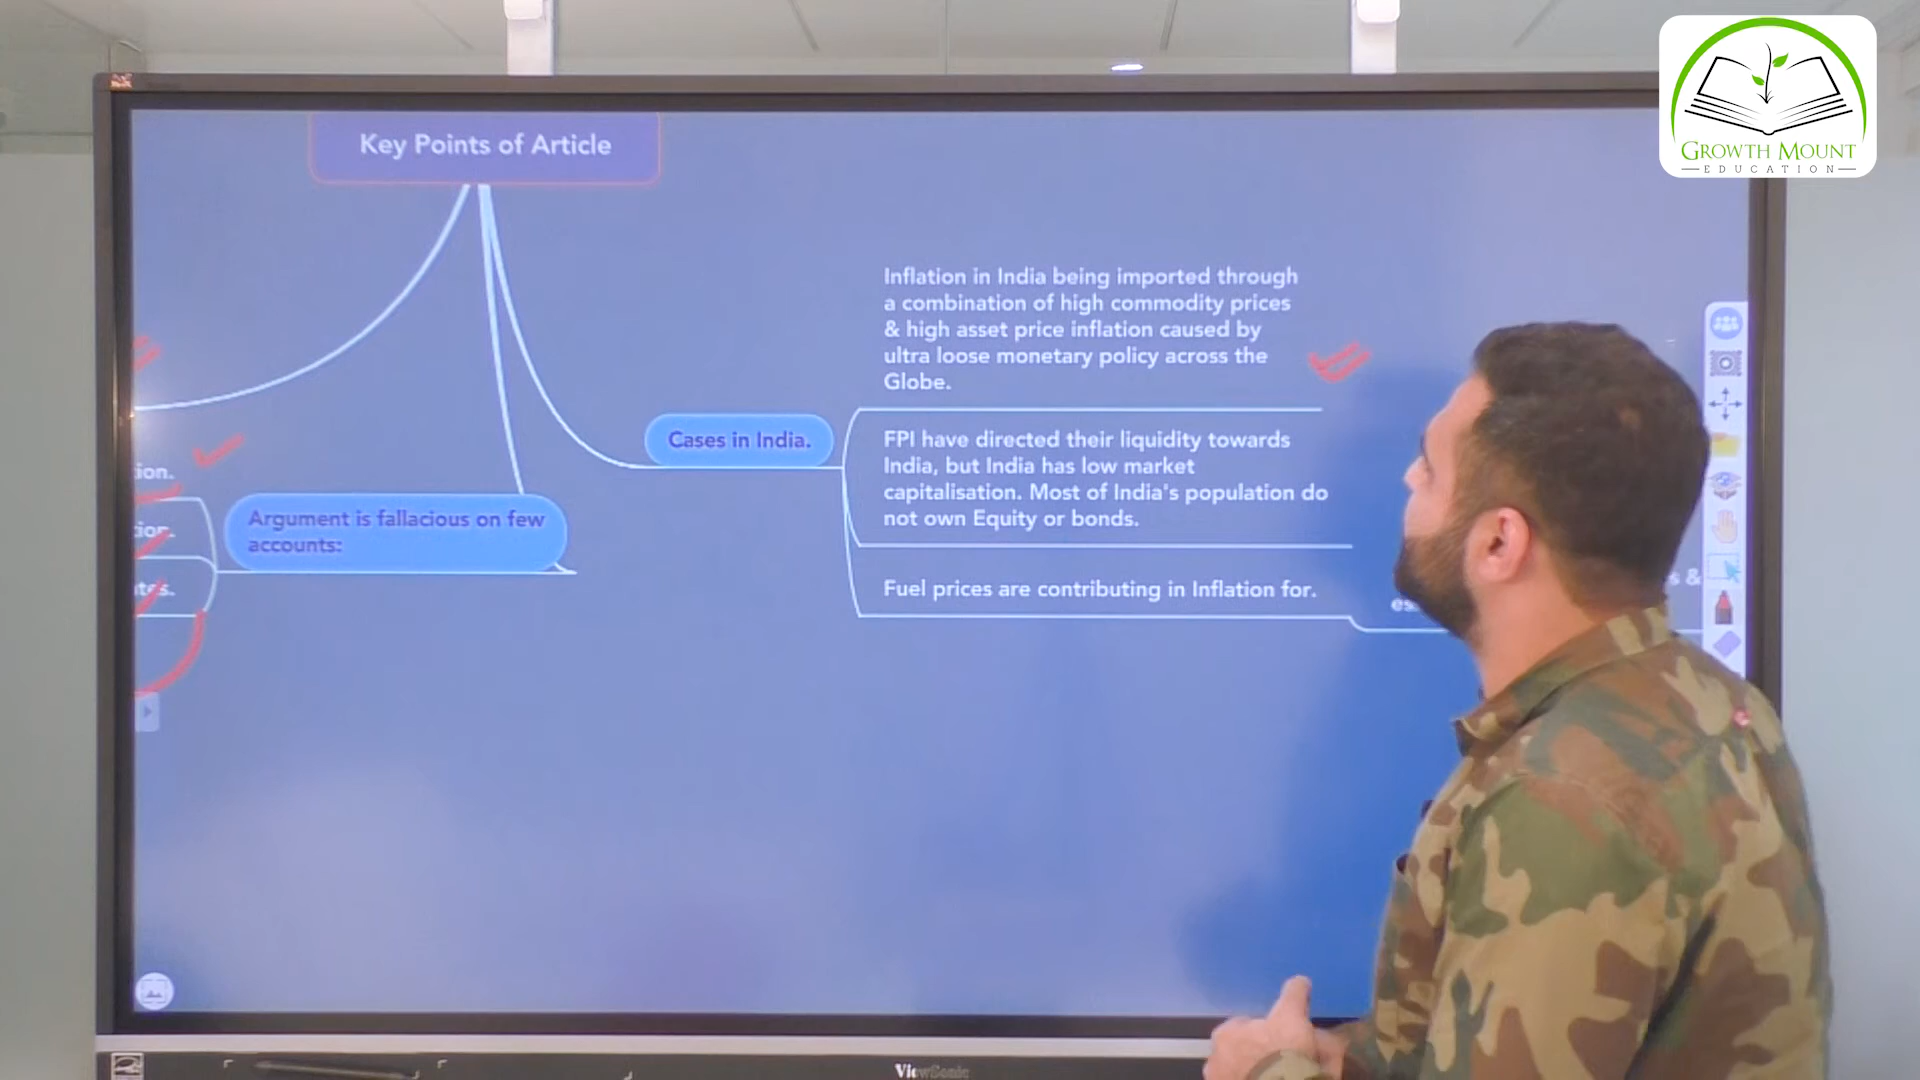 GROWTH MOUNT
EDUCATION
Key Points of Article
Inflation in India being imported through
a combination of high commodity prices
& high asset price inflation caused by
ultra loose monetary policy across the
Globe.
Cases in India.
FPI have directed their liquidity towards
India, but India has low market
capitalisation. Most of India's population do
not own Equity or bonds.
Fuel prices are contributing in Inflation for.
Argument is fallacious on few
accounts:
ViewSonic